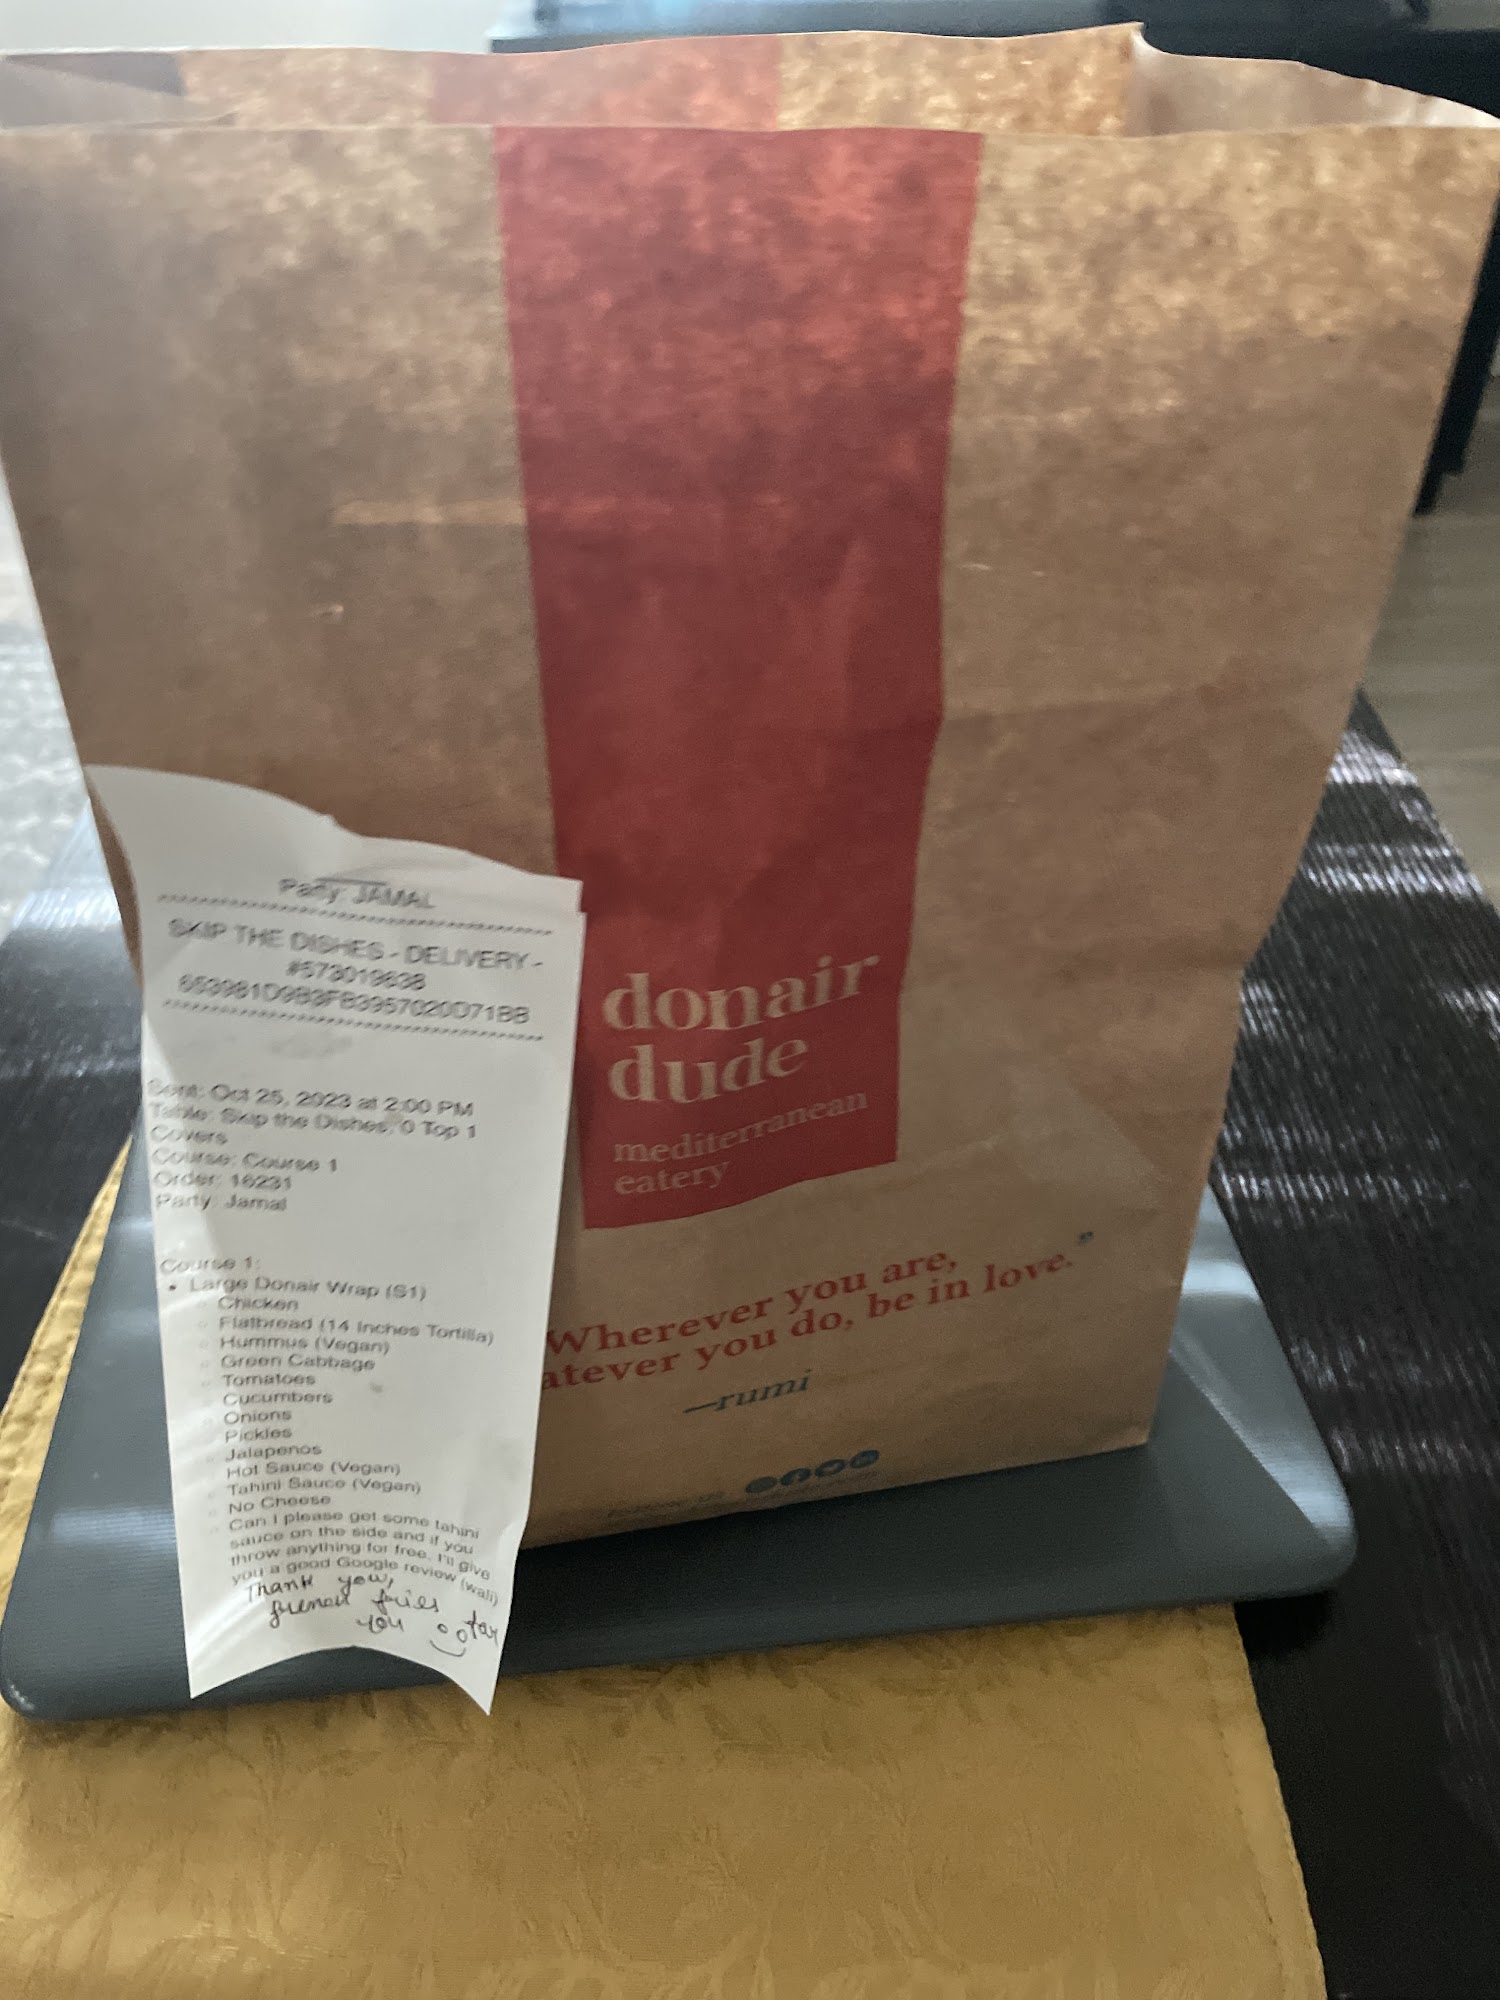 Party: JAMAL
SKIP THE DISHES - DELIVERY -
#573019838
Sent: Oct 25, 2023 at 2:00 PM
Table: Skip the Dishes, 0 Top 1
Covers
Course: Course 1
Order: 16231
Party: Jamal
Course 1:
• Large Donair Wrap (S1)
○ Chicken
○ Flatbread (14 Inches Tortilla)
○ Hummus (Vegan)
○ Green Cabbage
○ Tomatoes
○ Cucumbers
○ Onions
○ Pickles
○ Jalapenos
○ Hot Sauce (Vegan)
○ Tahini Sauce (Vegan)
○ No Cheese
○ Can I please get some tahini
sauce on the side and if you
throw anything for free, I'll give
you a good Google review (wali)
Thank you,
fries for
you
donair
dude
mediterranean
eatery
Wherever you are,
atever you do, be in love.”
—rumi